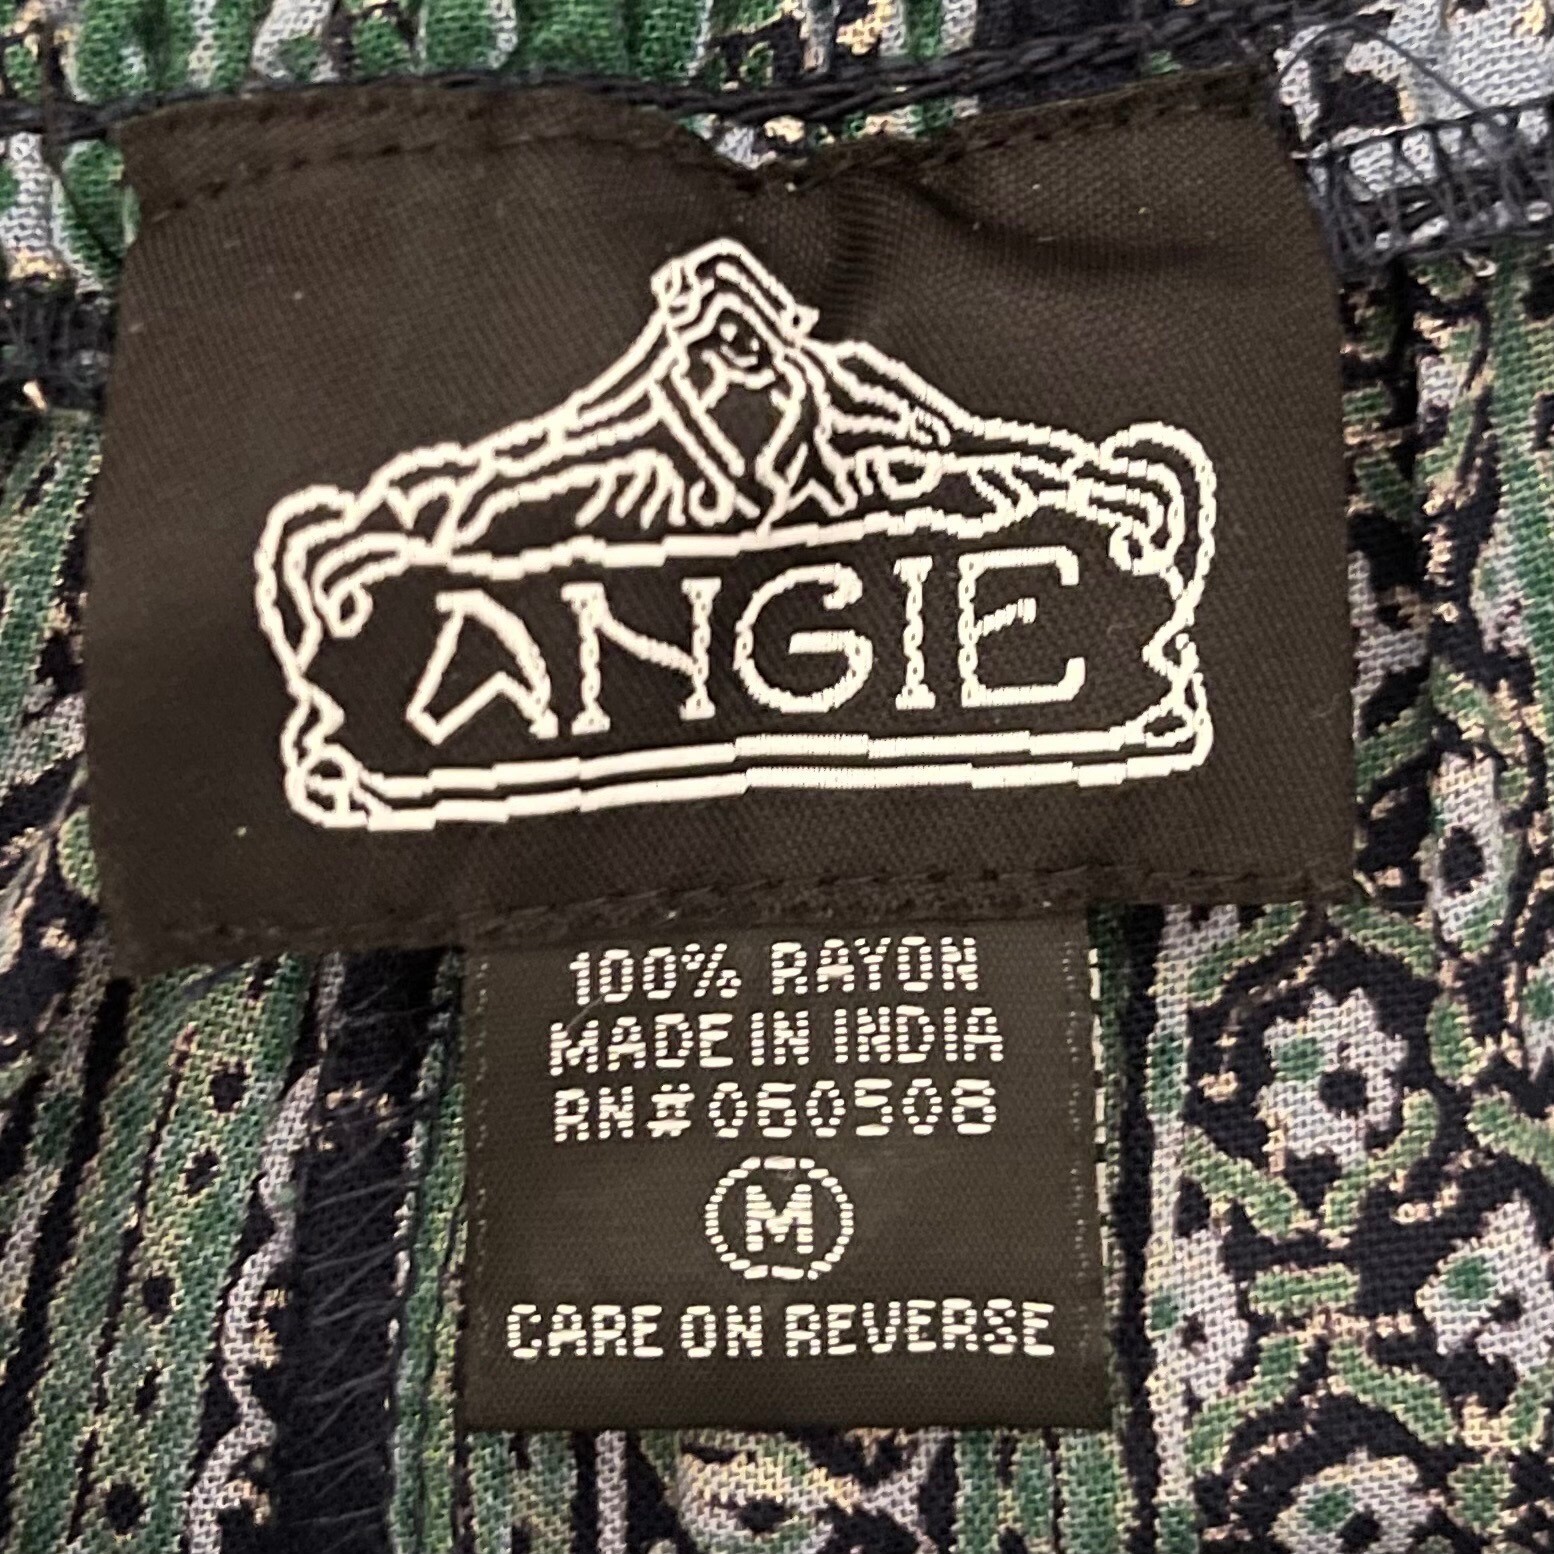 ANGIE
100% RAYON
MADE IN INDIA
RN#060508
M
CARE ON REVERSE